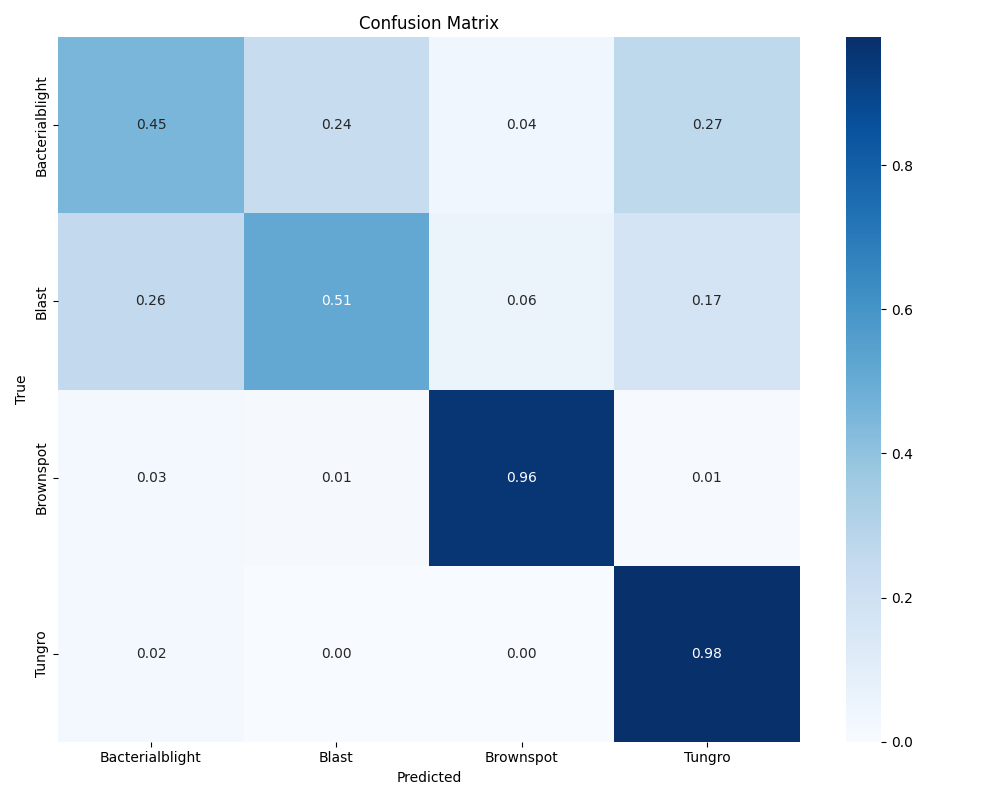 Confusion Matrix
True
Bacterialblight 0.45 0.24 0.04 0.27
Blast 0.26 0.51 0.06 0.17
Brownspot 0.03 0.01 0.96 0.01
Tungro 0.02 0.00 0.00 0.98
Bacterialblight Blast Brownspot Tungro
Predicted
0.8
0.6
0.4
0.2
0.0